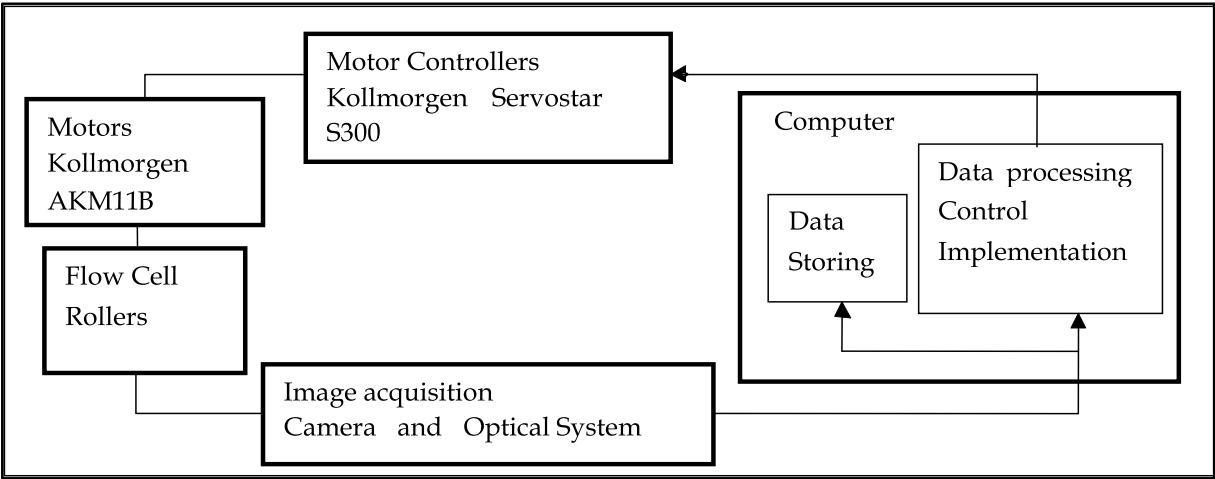 Motor Controllers
Kollmorgen Servostar
S300
Motors
Kollmorgen
AKM11B
Flow Cell
Rollers
Image acquisition
Camera and Optical System
Computer
Data
Storing
Data processing
Control
Implementation